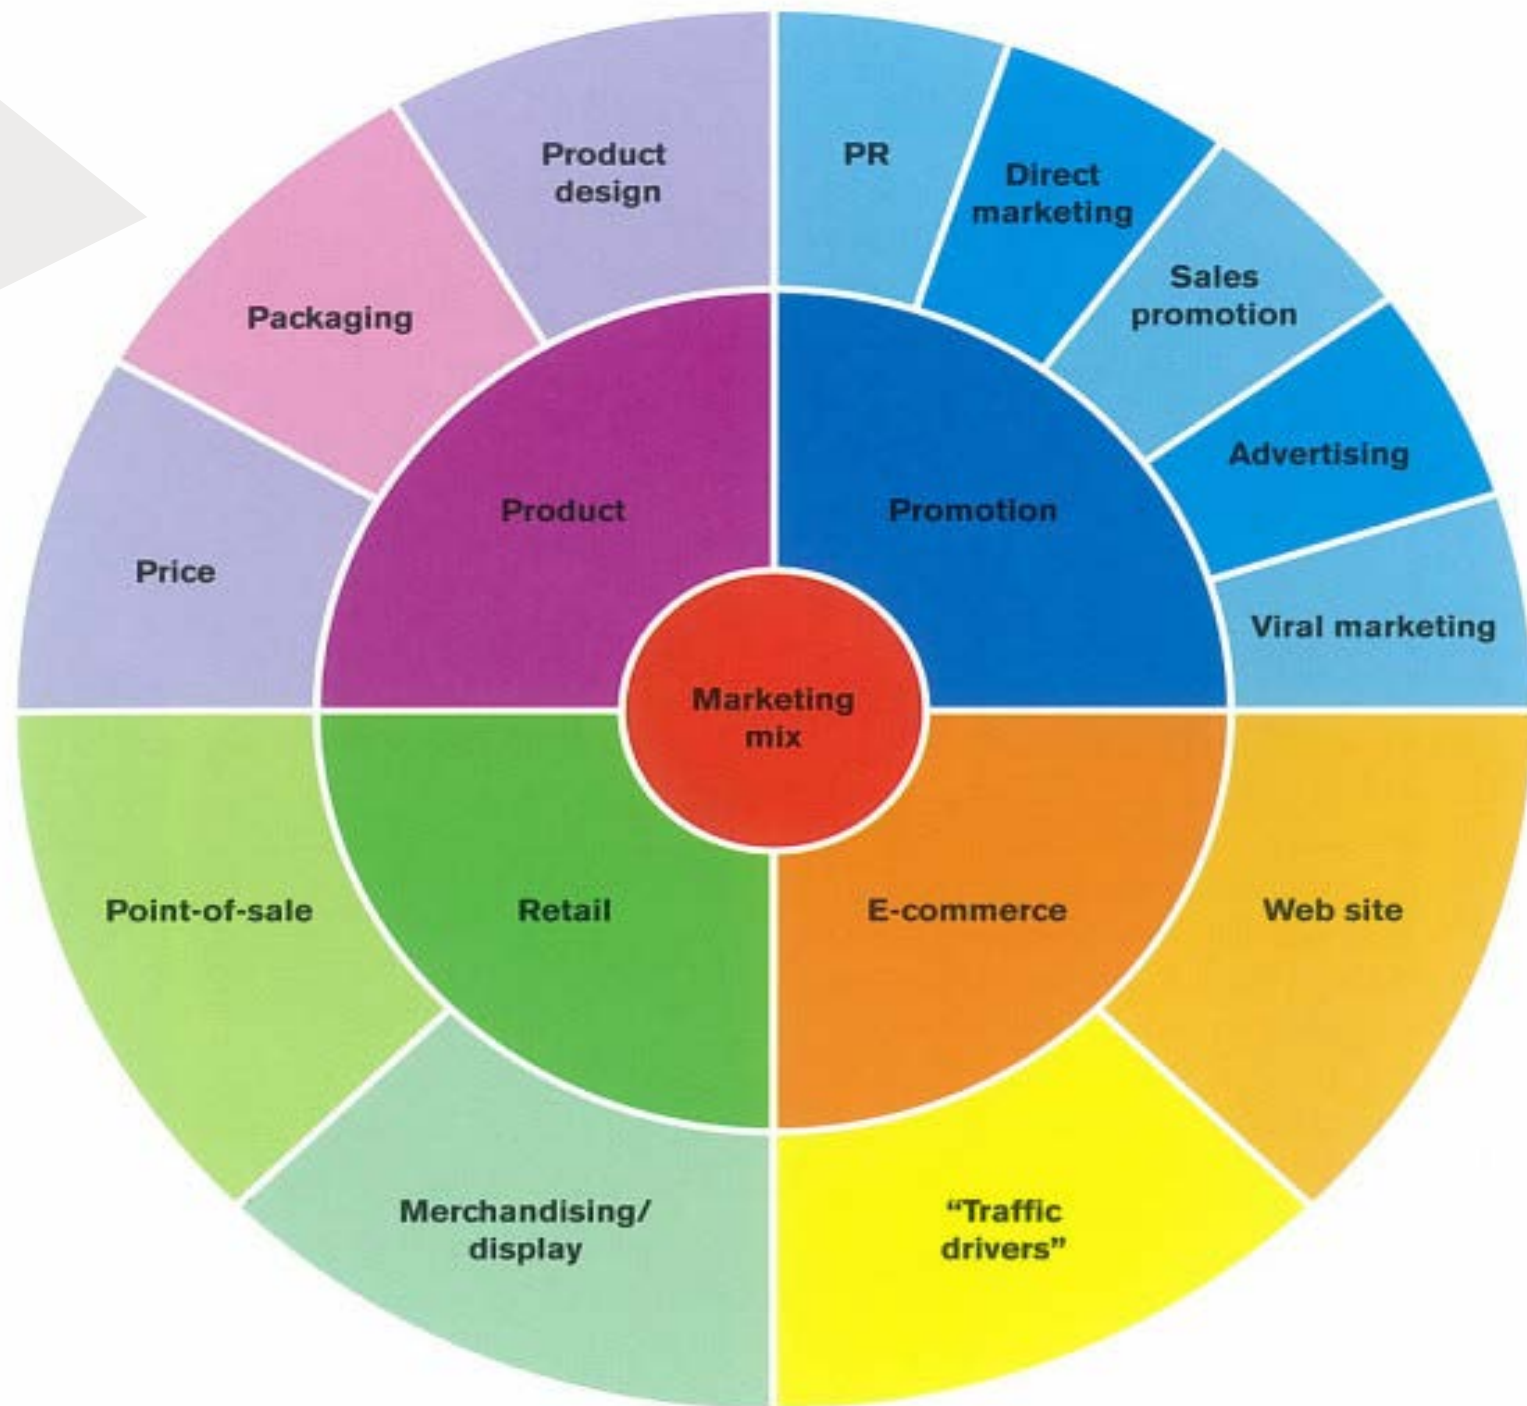 Product
design
PR
Direct
marketing
Sales
promotion
Packaging
Advertising
Product
Promotion
Price
Viral marketing
Marketing
mix
Point-of-sale
Retail
E-commerce
Web site
Merchandising/
display
“Traffic
drivers”